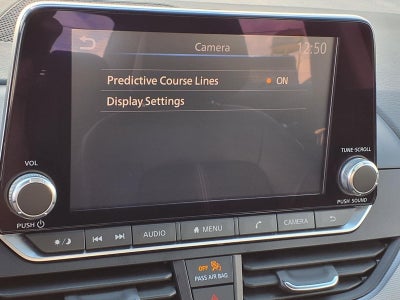 Camera 12:50
Predictive Course Lines ON
Display Settings
VOL
TUNE•SCROLL
PUSH
PUSH SOUND
AUDIO MENU CAMERA
OFF
PASS AIR BAG